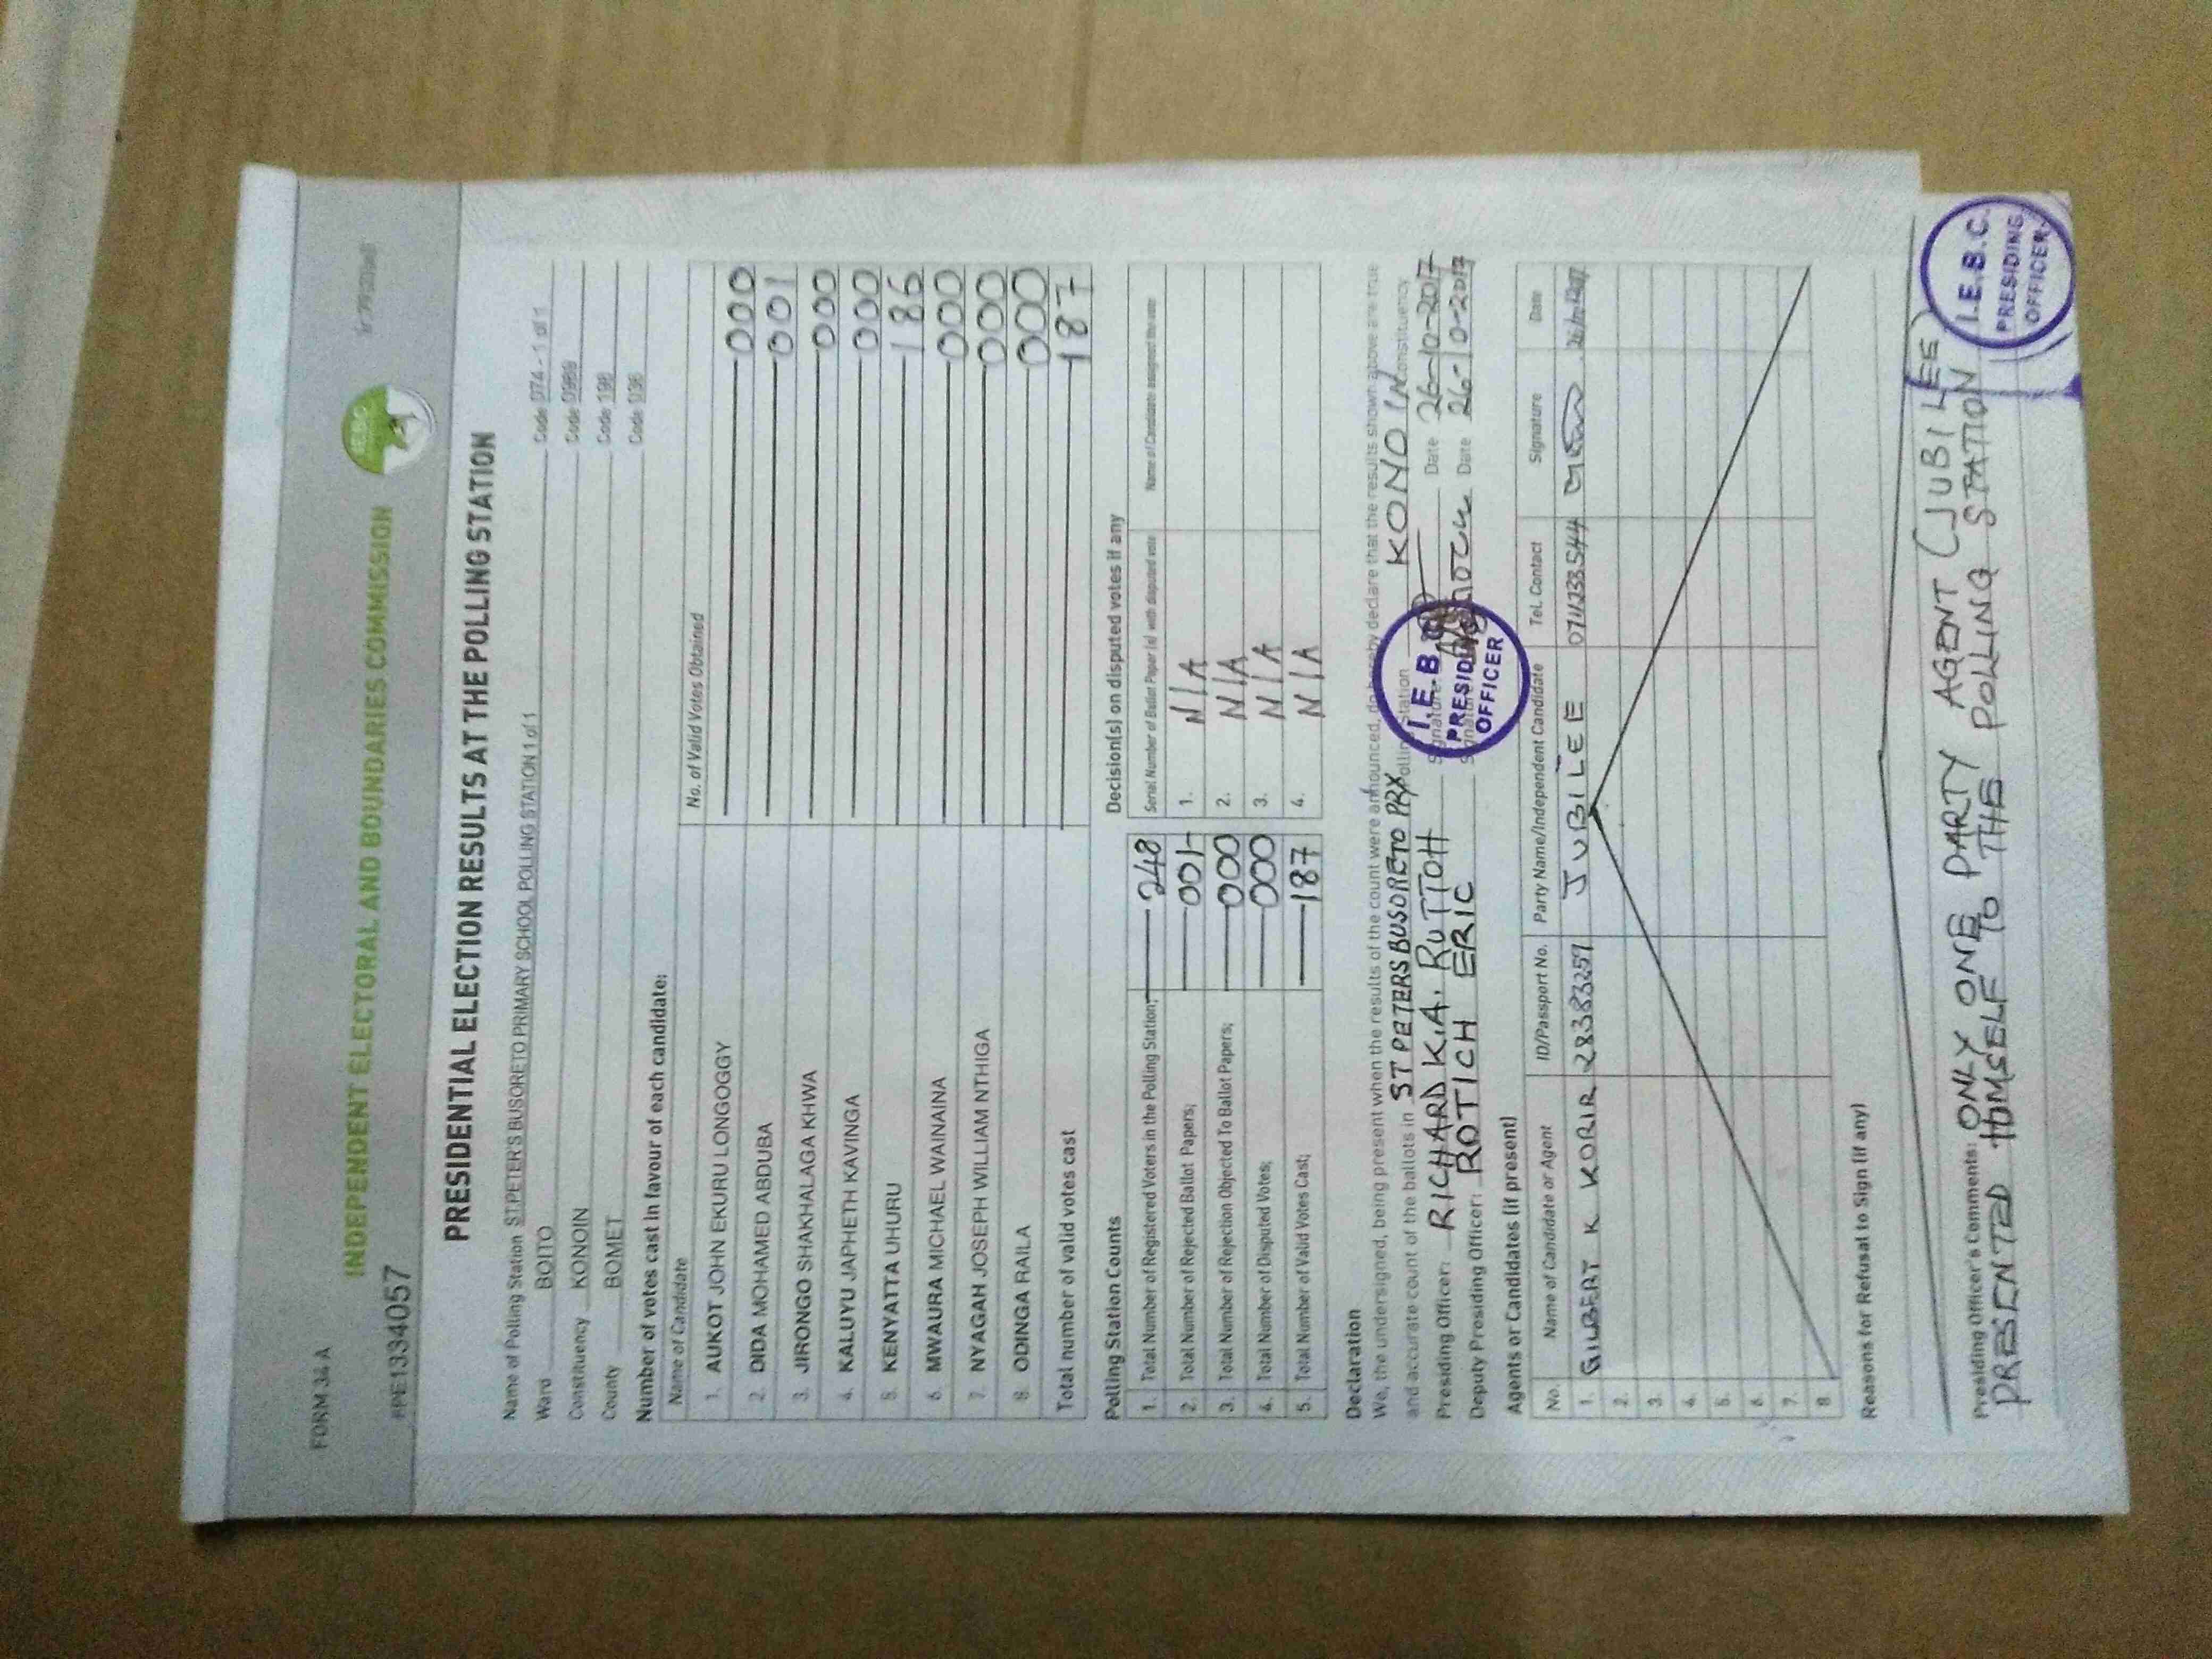 FORM 34 A
INDEPENDENT ELECTORAL AND BOUNDARIES COMMISSION
PPE1334057
PRESIDENTIAL ELECTION RESULTS AT THE POLLING STATION
Name of Polling Station ST.PETER'S BUSORETO PRIMARY SCHOOL POLLING STATION 1 of 1 Code 074 - 1 of 1
Ward BOITO Code 0989
Constituency KONOIN Code 198
County BOMET Code 036
Number of votes cast in favour of each candidate:
Name of Candidate No. of Valid Votes Obtained
1. AUKOT JOHN EKURU LONGOGGY 000
2. DIDA MOHAMED ABDUBA 001
3. JIRONGO SHAKHALAGA KHWA 000
4. KALUYU JAPHETH KAVINGA 000
5. KENYATTA UHURU 186
6. MWAURA MICHAEL WAINAINA 000
7. NYAGAH JOSEPH WILLIAM NTHIGA 000
8. ODINGA RAILA 000
Total number of valid votes cast 187
Polling Station Counts
1. Total Number of Registered Voters in the Polling Station; 248
2. Total Number of Rejected Ballot Papers; 001
3. Total Number of Rejection Objected To Ballot Papers; 000
4. Total Number of Disputed Votes; 000
5. Total Number of Valid Votes Cast; 187
Decision(s) on disputed votes if any
Serial Number of Ballot Paper (s) with disputed vote Name of Candidate assigned the vote
1. N/A
2. N/A
3. N/A
4. N/A
Declaration
We, the undersigned, being present when the results of the count were announced, do hereby declare that the results shown above are true
and accurate count of the ballots in ST PETERS BUSORETO PRY Polling Station KONOIN Constituency
Presiding Officer: RICHARD K.A. RUTTOH Signature Date 26-10-2017
Deputy Presiding Officer: ROTICH ERIC Signature Date 26-10-2017
I.E.B.C.
PRESIDING
OFFICER
Agents or Candidates (if present)
No. Name of Candidate or Agent ID/Passport No. Party Name/Independent Candidate Tel. Contact Signature Date
1. GILBERT K KORIR 28383259 JUBILEE 0711233544 26/10/2017
2.
3.
4.
5.
6.
7.
8
Reasons for Refusal to Sign (if any)
Presiding Officer's Comments: ONLY ONE PARTY AGENT (JUBILEE)
PRESENTED HIMSELF TO THE POLLING STATION
I.E.B.C.
PRESIDING
OFFICER